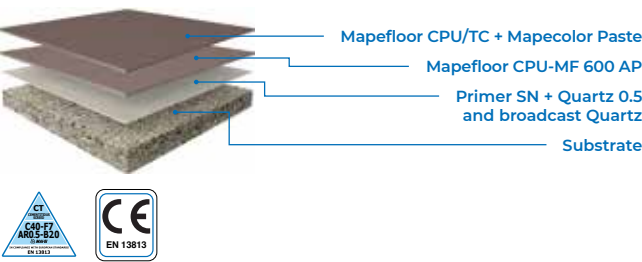 Mapefloor CPU/TC + Mapecolor Paste
Mapefloor CPU-MF 600 AP
Primer SN + Quartz 0.5
and broadcast Quartz
Substrate
CT
C40-F7
AR0.5-B20
EN 13813
CE
EN 13813